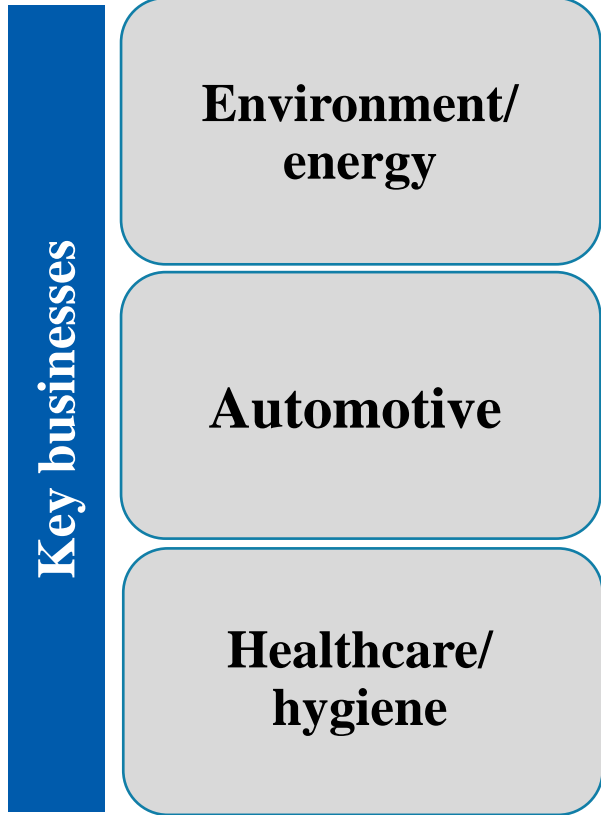 Key businesses
Environment/
energy
Automotive
Healthcare/
hygiene